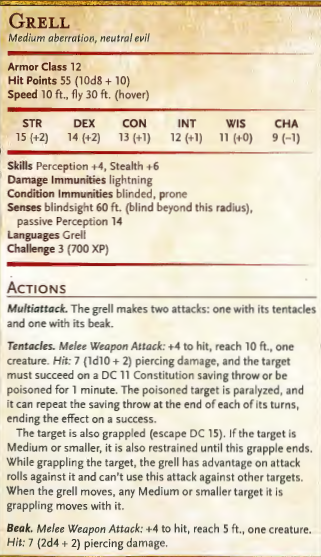 GRELL
Medium aberration, neutral evil
Armor Class 12
Hit Points 55 (10d8 + 10)
Speed 10 ft., fly 30 ft. (hover)
STR DEX CON INT WIS CHA
15 (+2) 14 (+2) 13 (+1) 12 (+1) 11 (+0) 9 (−1)
Skills Perception +4, Stealth +6
Damage Immunities lightning
Condition Immunities blinded, prone
Senses blindsight 60 ft. (blind beyond this radius),
passive Perception 14
Languages Grell
Challenge 3 (700 XP)
ACTIONS
Multiattack. The grell makes two attacks: one with its tentacles
and one with its beak.
Tentacles. Melee Weapon Attack: +4 to hit, reach 10 ft., one
creature. Hit: 7 (1d10 + 2) piercing damage, and the target
must succeed on a DC 11 Constitution saving throw or be
poisoned for 1 minute. The poisoned target is paralyzed, and
it can repeat the saving throw at the end of each of its turns,
ending the effect on a success.
The target is also grappled (escape DC 15). If the target is
Medium or smaller, it is also restrained until this grapple ends.
While grappling the target, the grell has advantage on attack
rolls against it and can't use this attack against other targets.
When the grell moves, any Medium or smaller target it is
grappling moves with it.
Beak. Melee Weapon Attack: +4 to hit, reach 5 ft., one creature.
Hit: 7 (2d4 + 2) piercing damage.